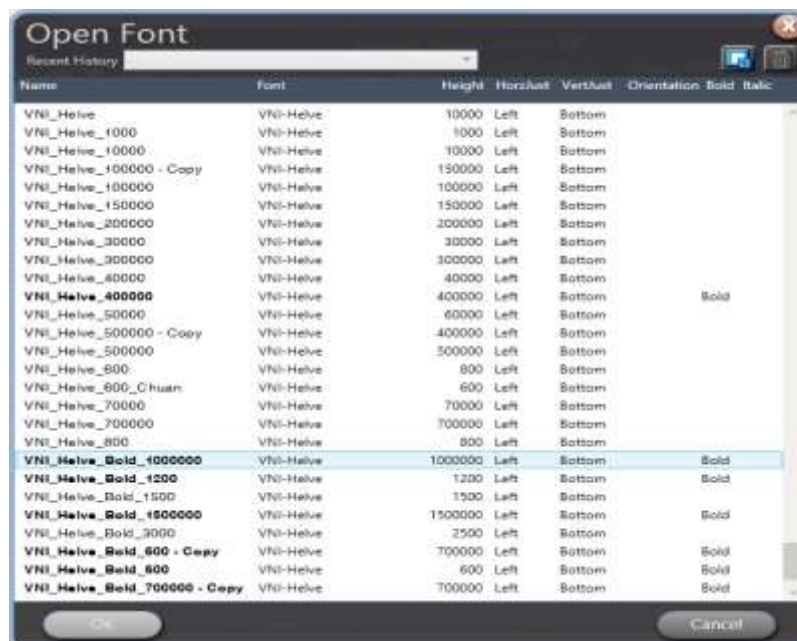 Open Font
Recent History
Name Font Height HorzJust VertJust Orientation Bold Italic
VNI_Helve VNI-Helve 10000 Left Bottom
VNI_Helve_1000 VNI-Helve 1000 Left Bottom
VNI_Helve_10000 VNI-Helve 10000 Left Bottom
VNI_Helve_100000 - Copy VNI-Helve 150000 Left Bottom
VNI_Helve_100000 VNI-Helve 100000 Left Bottom
VNI_Helve_150000 VNI-Helve 150000 Left Bottom
VNI_Helve_200000 VNI-Helve 200000 Left Bottom
VNI_Helve_30000 VNI-Helve 30000 Left Bottom
VNI_Helve_300000 VNI-Helve 300000 Left Bottom
VNI_Helve_40000 VNI-Helve 40000 Left Bottom
VNI_Helve_400000 VNI-Helve 400000 Left Bottom Bold
VNI_Helve_50000 VNI-Helve 60000 Left Bottom
VNI_Helve_500000 - Copy VNI-Helve 400000 Left Bottom
VNI_Helve_500000 VNI-Helve 500000 Left Bottom
VNI_Helve_600 VNI-Helve 800 Left Bottom
VNI_Helve_600_Chuan VNI-Helve 600 Left Bottom
VNI_Helve_70000 VNI-Helve 70000 Left Bottom
VNI_Helve_700000 VNI-Helve 700000 Left Bottom
VNI_Helve_800 VNI-Helve 800 Left Bottom
VNI_Helve_Bold_1000000 VNI-Helve 1000000 Left Bottom Bold
VNI_Helve_Bold_1200 VNI-Helve 1200 Left Bottom Bold
VNI_Helve_Bold_1500 VNI-Helve 1500 Left Bottom
VNI_Helve_Bold_1500000 VNI-Helve 1500000 Left Bottom Bold
VNI_Helve_Bold_3000 VNI-Helve 2500 Left Bottom
VNI_Helve_Bold_600 - Copy VNI-Helve 700000 Left Bottom Bold
VNI_Helve_Bold_600 VNI-Helve 600 Left Bottom Bold
VNI_Helve_Bold_700000 - Copy VNI-Helve 700000 Left Bottom Bold
OK Cancel